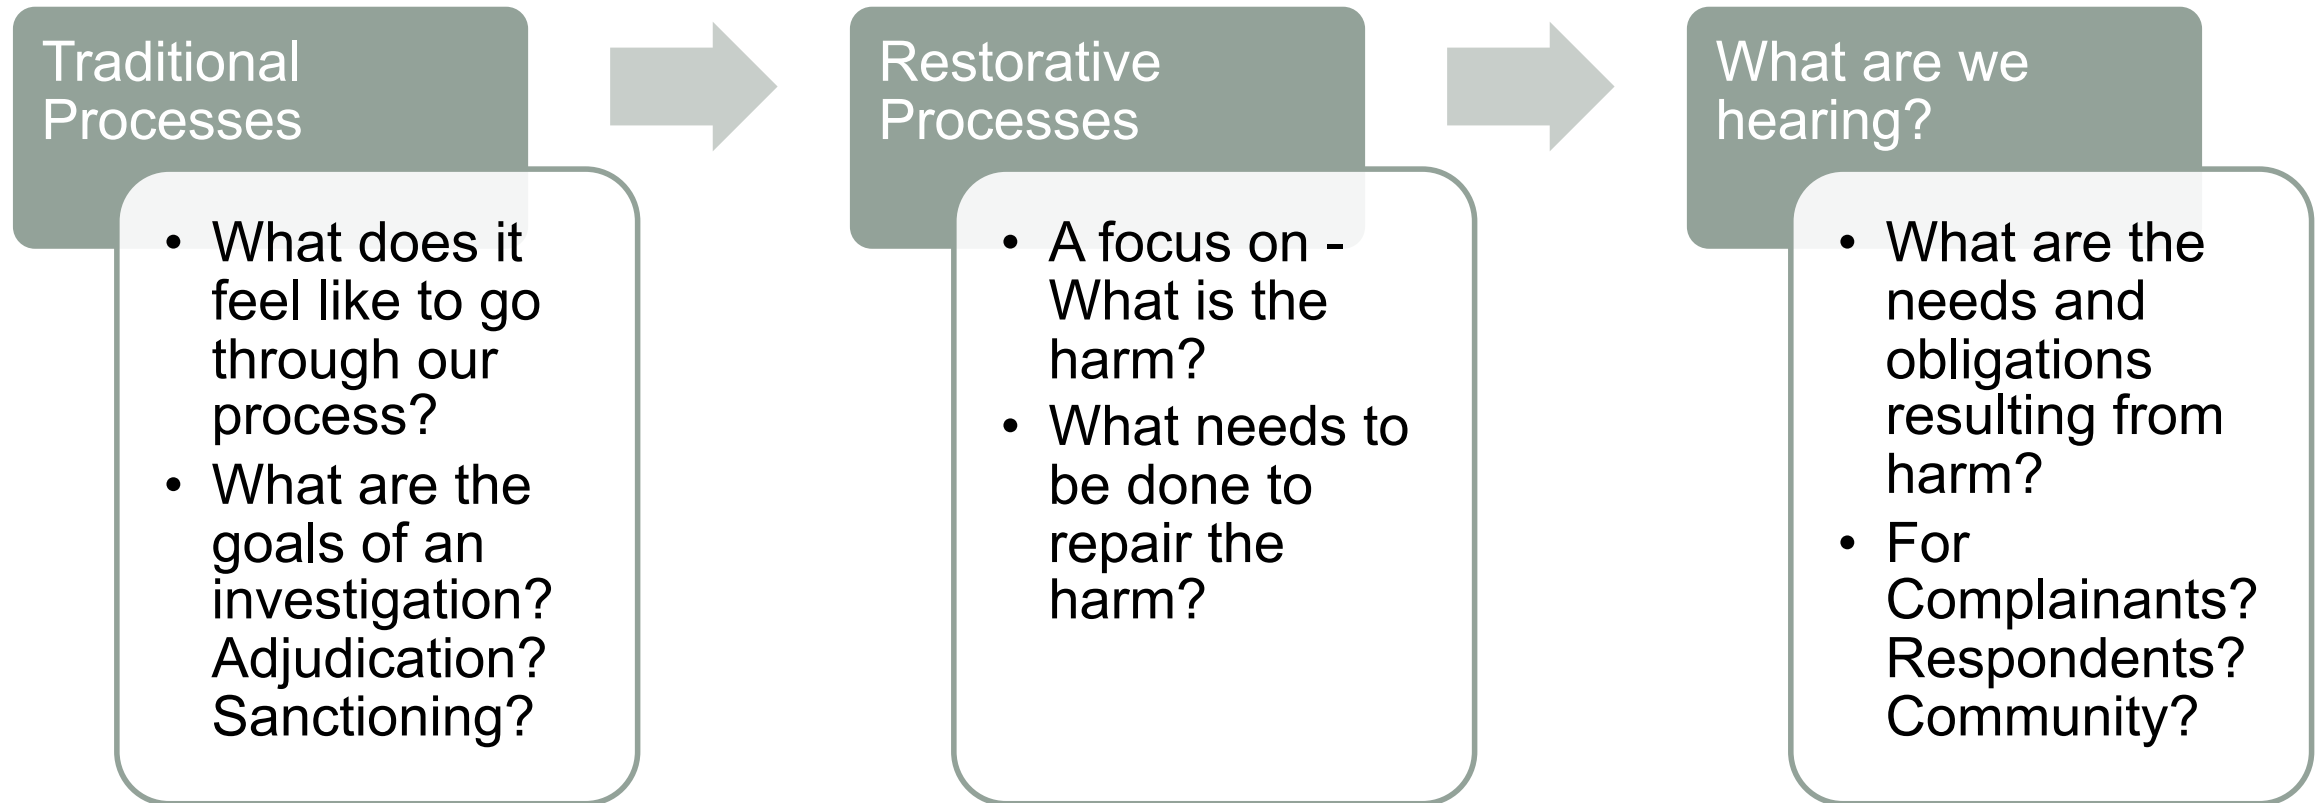 Traditional
Processes
• What does it
feel like to go
through our
process?
• What are the
goals of an
investigation?
Adjudication?
Sanctioning?
Restorative
Processes
• A focus on -
What is the
harm?
• What needs to
be done to
repair the
harm?
What are we
hearing?
• What are the
needs and
obligations
resulting from
harm?
• For
Complainants?
Respondents?
Community?